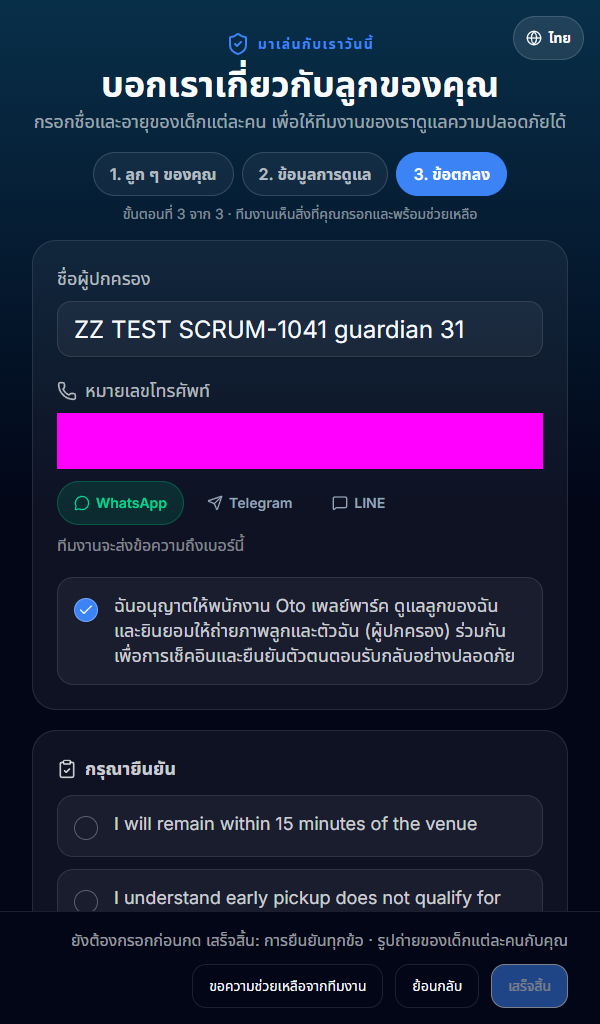 มาเล่นกับเราวันนี้
ไทย
บอกเราเกี่ยวกับลูกของคุณ
กรอกชื่อและอายุของเด็กแต่ละคน เพื่อให้ทีมงานของเราดูแลความปลอดภัยได้
1. ลูก ๆ ของคุณ
2. ข้อมูลการดูแล
3. ข้อตกลง
ขั้นตอนที่ 3 จาก 3 · ทีมงานเห็นสิ่งที่คุณกรอกและพร้อมช่วยเหลือ
ชื่อผู้ปกครอง
ZZ TEST SCRUM-1041 guardian 31
หมายเลขโทรศัพท์
WhatsApp
Telegram
LINE
ทีมงานจะส่งข้อความถึงเบอร์นี้
ฉันอนุญาตให้พนักงาน Oto เพลย์พาร์ค ดูแลลูกของฉัน
และยินยอมให้ถ่ายภาพลูกและตัวฉัน (ผู้ปกครอง) ร่วมกัน
เพื่อการเช็คอินและยืนยันตัวตนตอนรับกลับอย่างปลอดภัย
กรุณายืนยัน
I will remain within 15 minutes of the venue
I understand early pickup does not qualify for
ยังต้องกรอกก่อนกด เสร็จสิ้น: การยืนยันทุกข้อ · รูปถ่ายของเด็กแต่ละคนกับคุณ
ขอความช่วยเหลือจากทีมงาน
ย้อนกลับ
เสร็จสิ้น